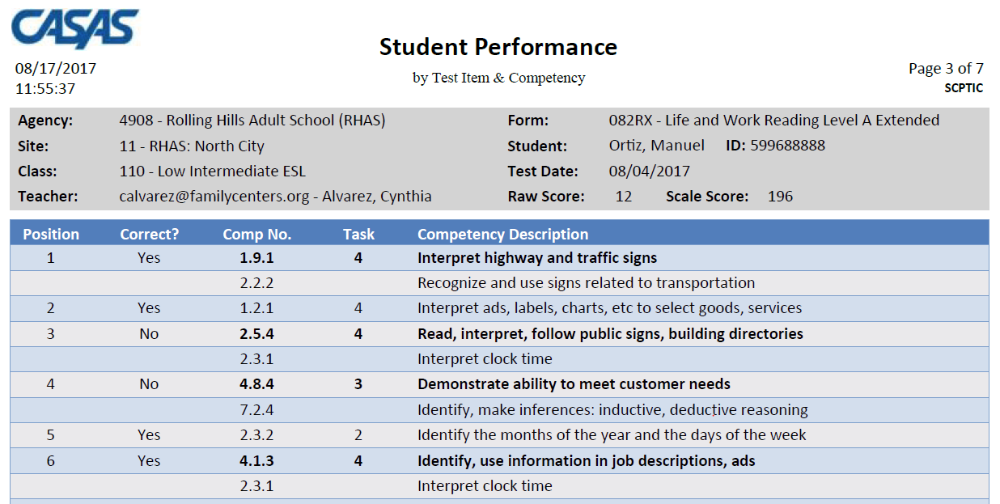 CASAS
Student Performance
08/17/2017
by Test Item & Competency
Page 3 of 7
11:55:37
SCPTIC
Agency: 4908 - Rolling Hills Adult School (RHAS) Form: 082RX - Life and Work Reading Level A Extended
Site: 11 - RHAS: North City Student: Ortiz, Manuel ID: 599688888
Class: 110 - Low Intermediate ESL Test Date: 08/04/2017
Teacher: calvarez@familycenters.org - Alvarez, Cynthia Raw Score: 12 Scale Score: 196
Position Correct? Comp No. Task Competency Description
1 Yes 1.9.1 4 Interpret highway and traffic signs
2.2.2 Recognize and use signs related to transportation
2 Yes 1.2.1 4 Interpret ads, labels, charts, etc to select goods, services
3 No 2.5.4 4 Read, interpret, follow public signs, building directories
2.3.1 Interpret clock time
4 No 4.8.4 3 Demonstrate ability to meet customer needs
7.2.4 Identify, make inferences: inductive, deductive reasoning
5 Yes 2.3.2 2 Identify the months of the year and the days of the week
6 Yes 4.1.3 4 Identify, use information in job descriptions, ads
2.3.1 Interpret clock time